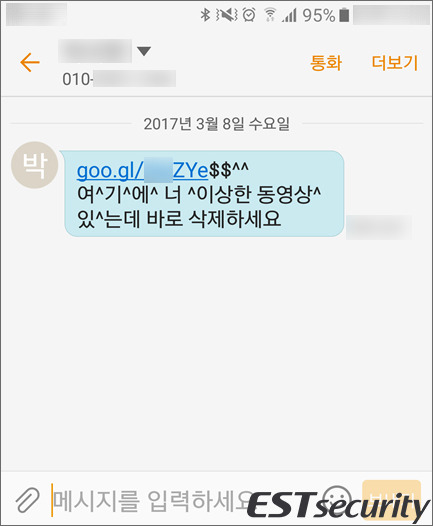 95%
통화 더보기
010-
2017년 3월 8일 수요일
박
goo.gl/ ZYe$$^^
여^기^에^ 너 ^이상한 동영상^
있^는데 바로 삭제하세요
메시지를 입력하세요
ESTsecurity